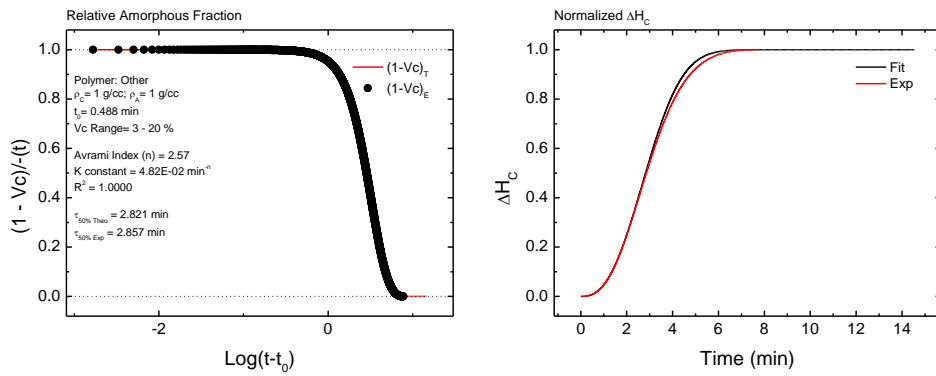 Relative Amorphous Fraction
(1 - Vc)/-(t)
1.0
0.8
0.6
0.4
0.2
0.0
(1-Vc)T
(1-Vc)E
Polymer: Other
ρC= 1 g/cc; ρA= 1 g/cc
t0= 0.488 min
Vc Range= 3 - 20 %
Avrami Index (n) = 2.57
K constant = 4.82E-02 min-n
R2 = 1.0000
τ50% Theo = 2.821 min
τ50% Exp = 2.857 min
-2
0
Log(t-t0)
Normalized ΔHC
ΔHC
1.0
0.8
0.6
0.4
0.2
0.0
Fit
Exp
0
2
4
6
8
10
12
14
Time (min)